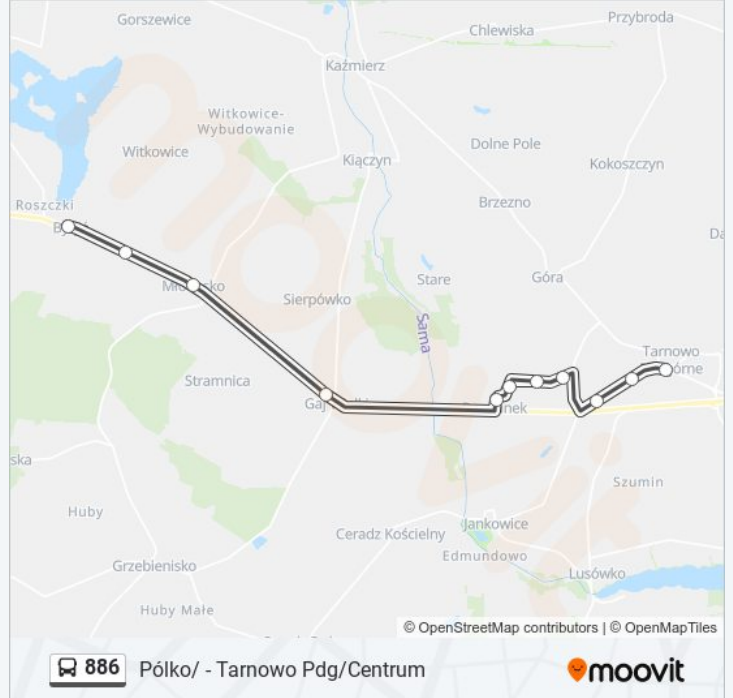 Gorszewice
Przybroda
Chlewiska
Kaźmierz
Witkowice-
Wybudowanie
Dolne Pole
Witkowice
Kiączyn
Kokoszczyn
Roszczki
Brzezno
Stare
Góra
Sierpówko
Sama
Tarnowo
Stramnica
Szumin
Huby
Ceradz Kościelny
Jankowice
Edmundowo
Grzebienisko
Lusówko
Huby Małe
© OpenStreetMap contributors | © OpenMapTiles
886 Pólko/ - Tarnowo Pdg/Centrum
moovit